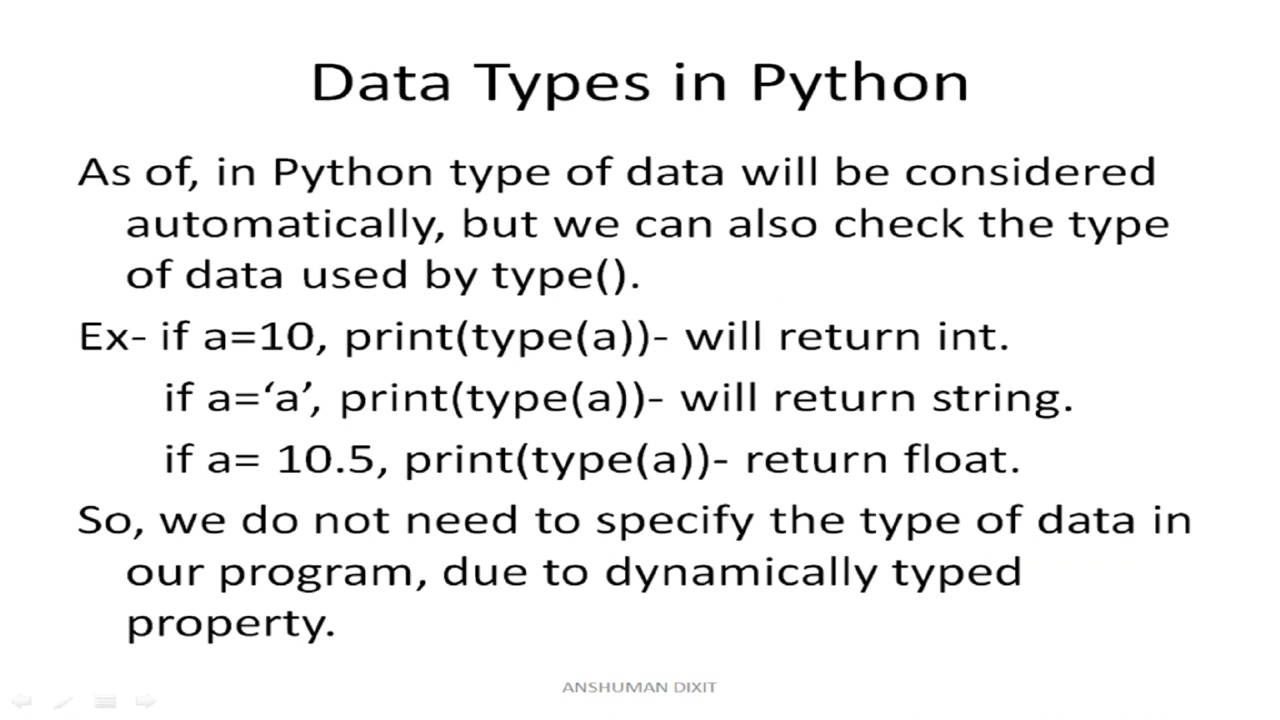 Data Types in Python
As of, in Python type of data will be considered
automatically, but we can also check the type
of data used by type().
Ex- if a=10, print(type(a))- will return int.
if a=‘a’, print(type(a))- will return string.
if a= 10.5, print(type(a))- return float.
So, we do not need to specify the type of data in
our program, due to dynamically typed
property.
ANSHUMAN DIXIT